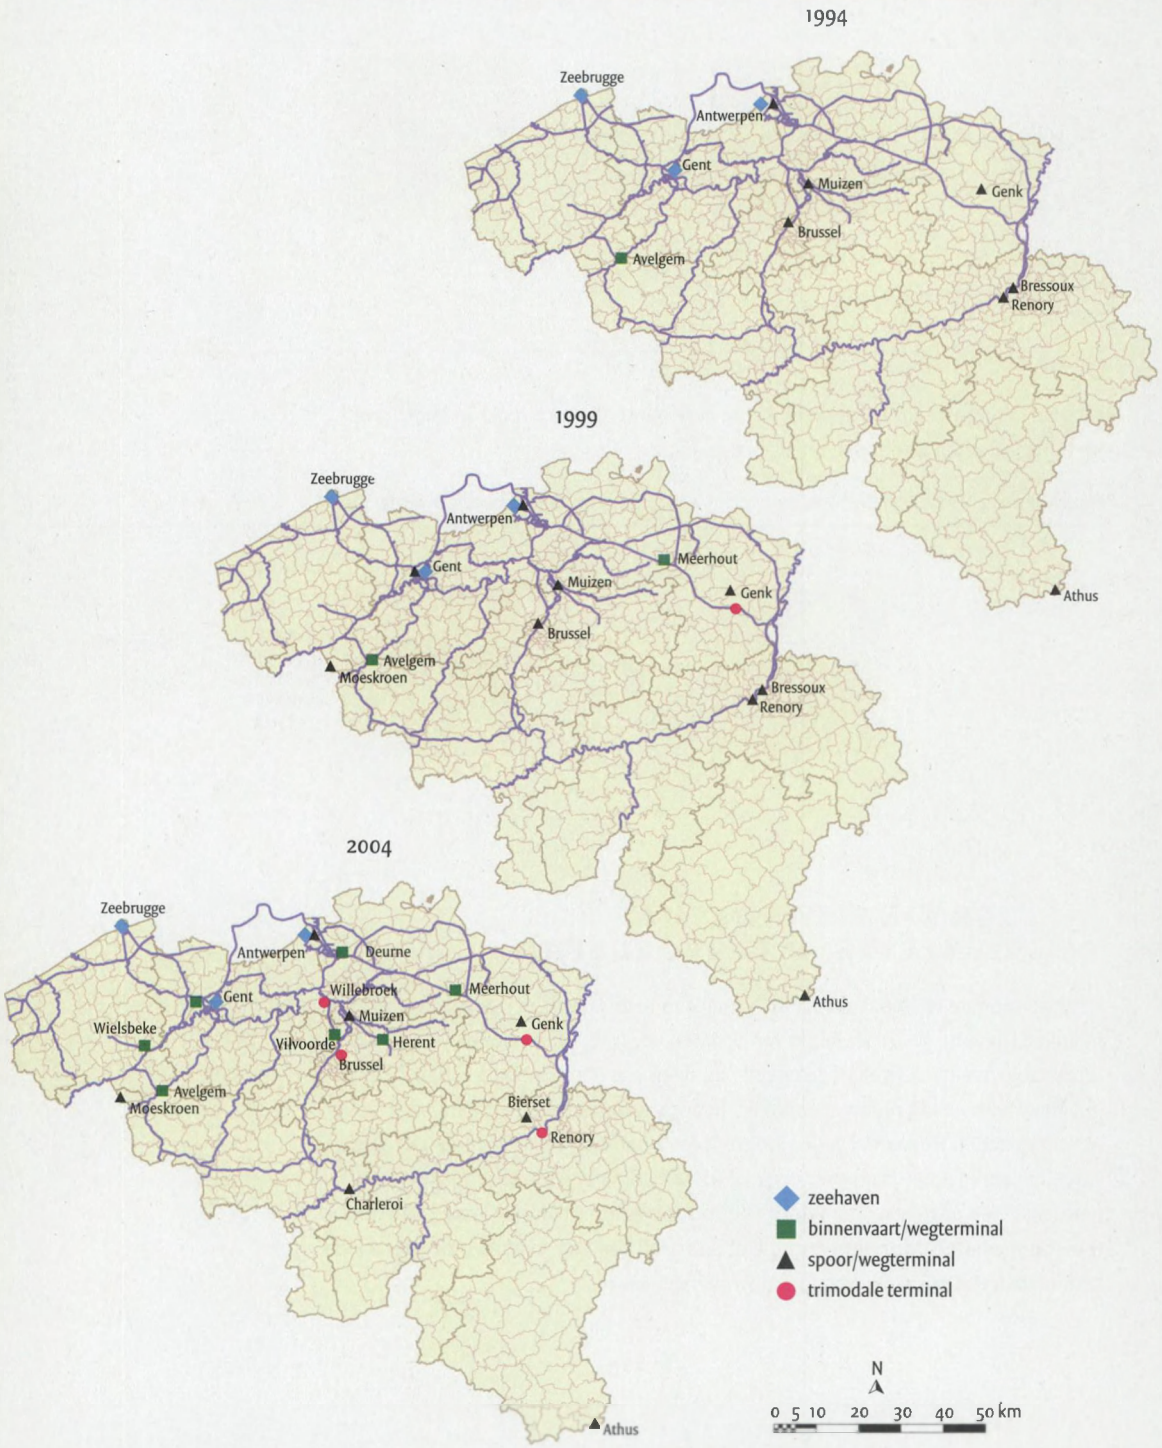 1994
Zeebrugge
Antwerpen
Gent
Muizen
Genk
Brussel
Avelgem
Bressoux
Renory
Athus
1999
Zeebrugge
Antwerpen
Meerhout
Gent
Muizen
Genk
Brussel
Avelgem
Moeskroen
Bressoux
Renory
Athus
2004
Zeebrugge
Antwerpen
Deurne
Willebroek
Meerhout
Gent
Muizen
Genk
Wielsbeke
Vilvoorde
Herent
Brussel
Avelgem
Moeskroen
Bierset
Renory
Charleroi
Athus
zeehaven
binnenvaart/wegterminal
spoor/wegterminal
trimodale terminal
N
0 5 10 20 30 40 50 km